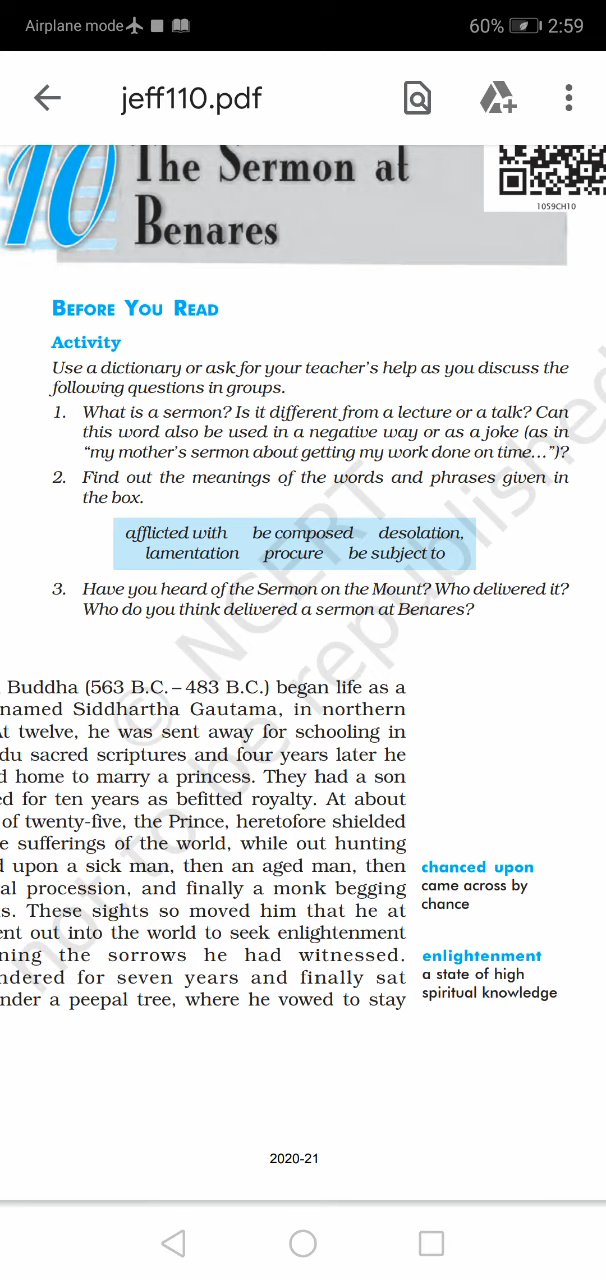 Airplane mode
60%
2:59
jeff110.pdf
10
The Sermon at
Benares
1059CH10
BEFORE YOU READ
Activity
Use a dictionary or ask for your teacher's help as you discuss the
following questions in groups.
1. What is a sermon? Is it different from a lecture or a talk? Can
this word also be used in a negative way or as a joke (as in
“my mother's sermon about getting my work done on time...”)?
2. Find out the meanings of the words and phrases given in
the box.
afflicted with be composed desolation,
lamentation procure be subject to
3. Have you heard of the Sermon on the Mount? Who delivered it?
Who do you think delivered a sermon at Benares?
Buddha (563 B.C. – 483 B.C.) began life as a
named Siddhartha Gautama, in northern
At twelve, he was sent away for schooling in
du sacred scriptures and four years later he
d home to marry a princess. They had a son
ed for ten years as befitted royalty. At about
of twenty-five, the Prince, heretofore shielded
e sufferings of the world, while out hunting
d upon a sick man, then an aged man, then
al procession, and finally a monk begging
s. These sights so moved him that he at
ent out into the world to seek enlightenment
ning the sorrows he had witnessed.
ndered for seven years and finally sat
nder a peepal tree, where he vowed to stay
chanced upon
came across by
chance
enlightenment
a state of high
spiritual knowledge
© NCERT
not to be republished
2020-21